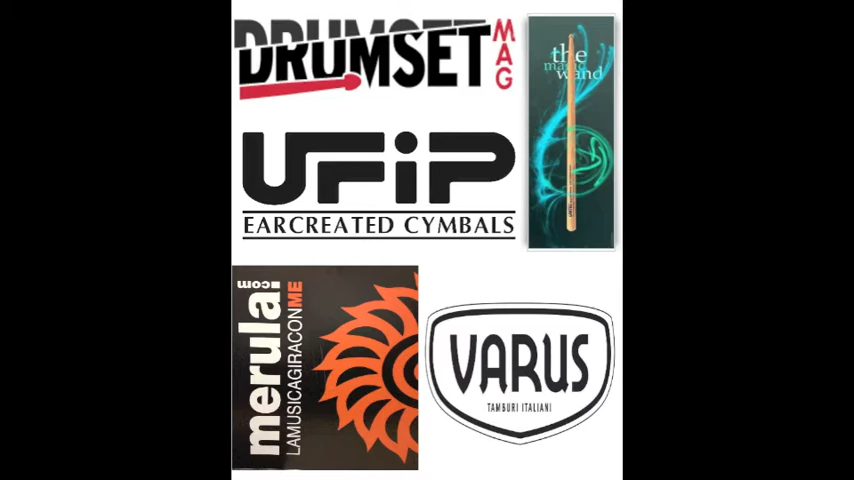 DRUMSET
MAG
the
magic
wand
UFiP
EARCREATED CYMBALS
merula.com
LAMUSICAGIRACONME
VARUS
TAMBURI ITALIANI